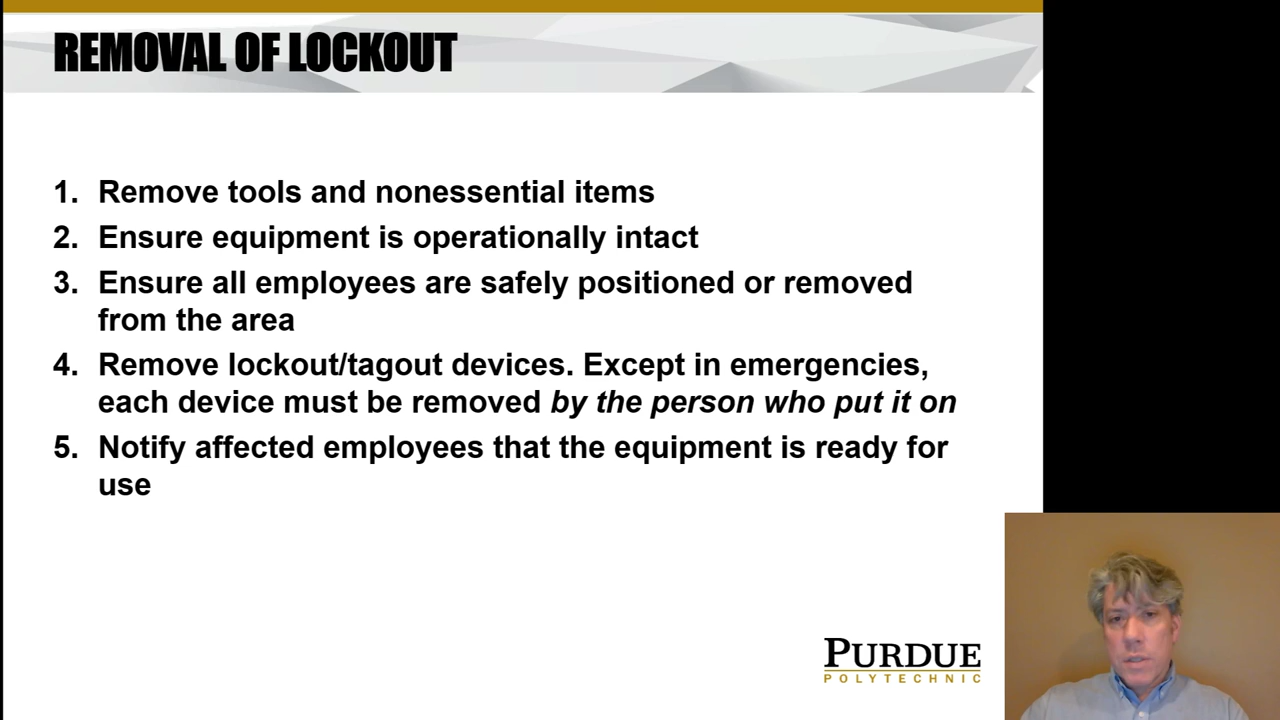 REMOVAL OF LOCKOUT
1. Remove tools and nonessential items
2. Ensure equipment is operationally intact
3. Ensure all employees are safely positioned or removed
from the area
4. Remove lockout/tagout devices. Except in emergencies,
each device must be removed by the person who put it on
5. Notify affected employees that the equipment is ready for
use
PURDUE
POLYTECHNIC